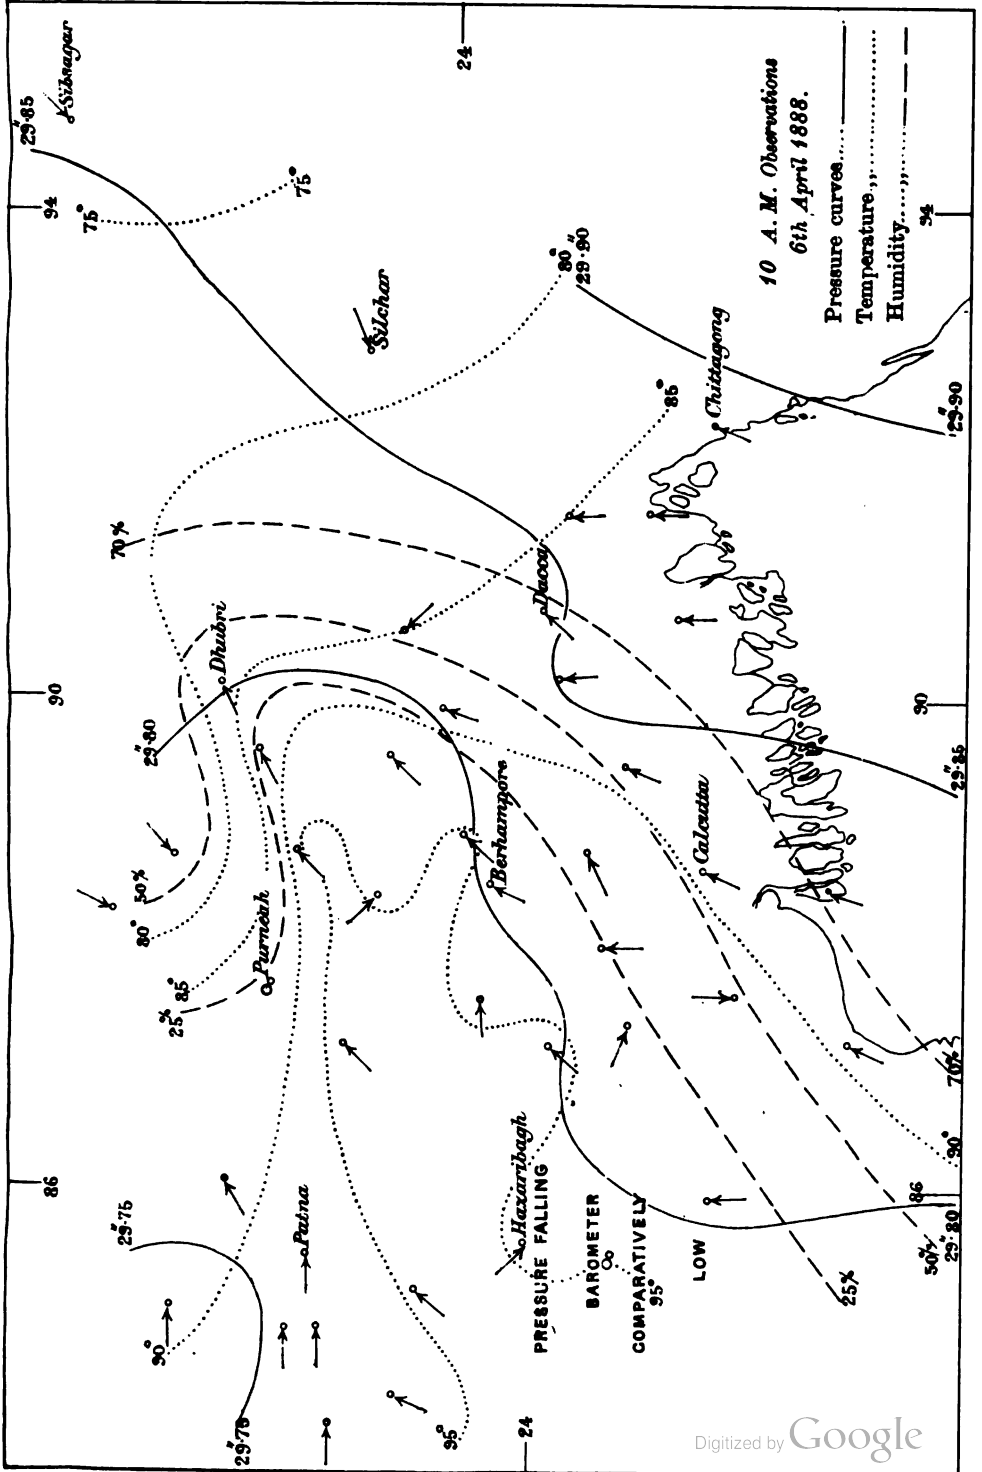 10 A. M. Observations
6th April 1888.
Pressure curves....
Temperature.,,...........
Humidity.....,,....
Sibsagar
29"·85
24
94
75°
75°
94
80°
29"·90
Silchar
Chittagong
85°
29"·90
70%
Dacca
Dhubri
90
90
29"·80
29"·85
Berhampore
Calcutta
50%
80°
Purneah
85°
25%
70%
90°
86
86
29"·75
Patna
Hazaribagh
PRESSURE FALLING
BAROMETER
COMPARATIVELY
LOW
95°
50%
29"·80
25%
90°
29"·75
95°
24
Digitized by Google